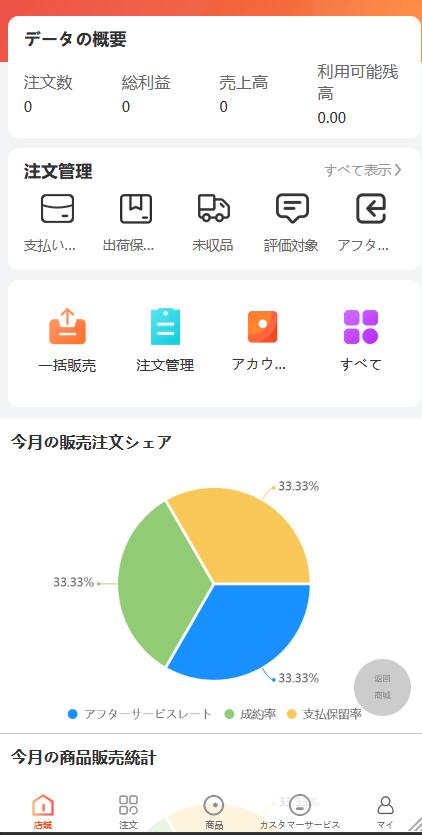 データの概要
注文数 総利益 売上高 利用可能残
高
0 0 0 0.00
注文管理 すべて表示
支払い... 出荷保... 未収品 評価対象 アフタ...
一括販売 注文管理 アカウ... すべて
今月の販売注文シェア
33.33%
33.33%
33.33%
返回
商城
アフターサービスレート 成約率 支払保留率
今月の商品販売統計
33.33%
店舗 注文 商品 カスタマーサービス マイ